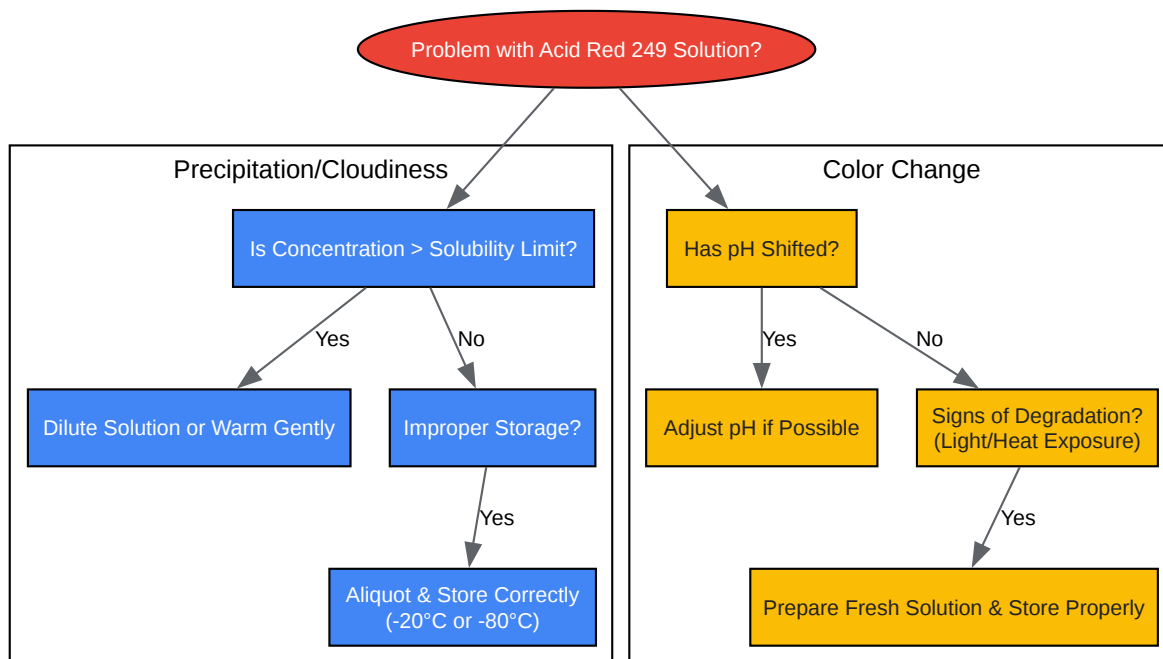 Problem with Acid Red 249 Solution?
Precipitation/Cloudiness
Is Concentration > Solubility Limit?
Yes
No
Dilute Solution or Warm Gently
Improper Storage?
Yes
Aliquot & Store Correctly
(-20°C or -80°C)
Color Change
Has pH Shifted?
Yes
No
Adjust pH if Possible
Signs of Degradation?
(Light/Heat Exposure)
Yes
Prepare Fresh Solution & Store Properly